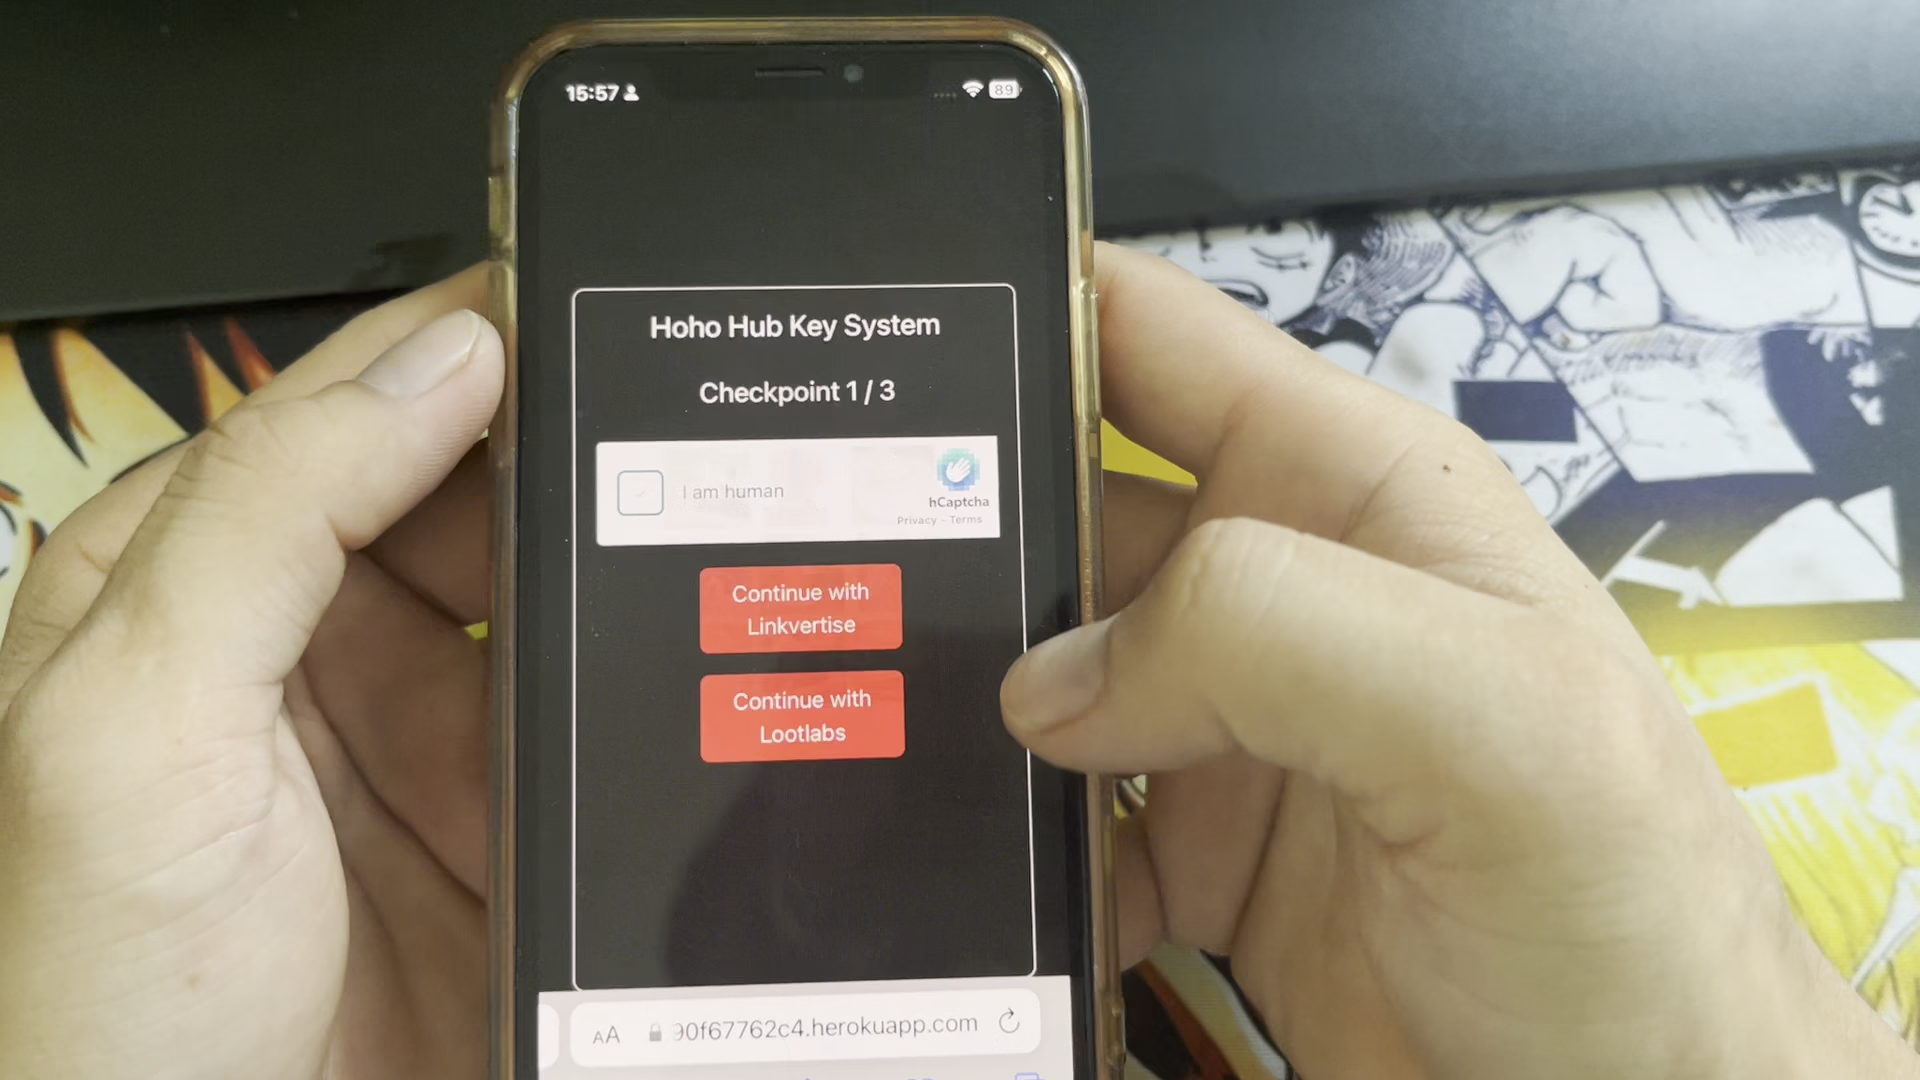 15:57
89
Hoho Hub Key System
Checkpoint 1 / 3
I am human
hCaptcha
Privacy - Terms
Continue with
Linkvertise
Continue with
Lootlabs
AA 90f67762c4.herokuapp.com